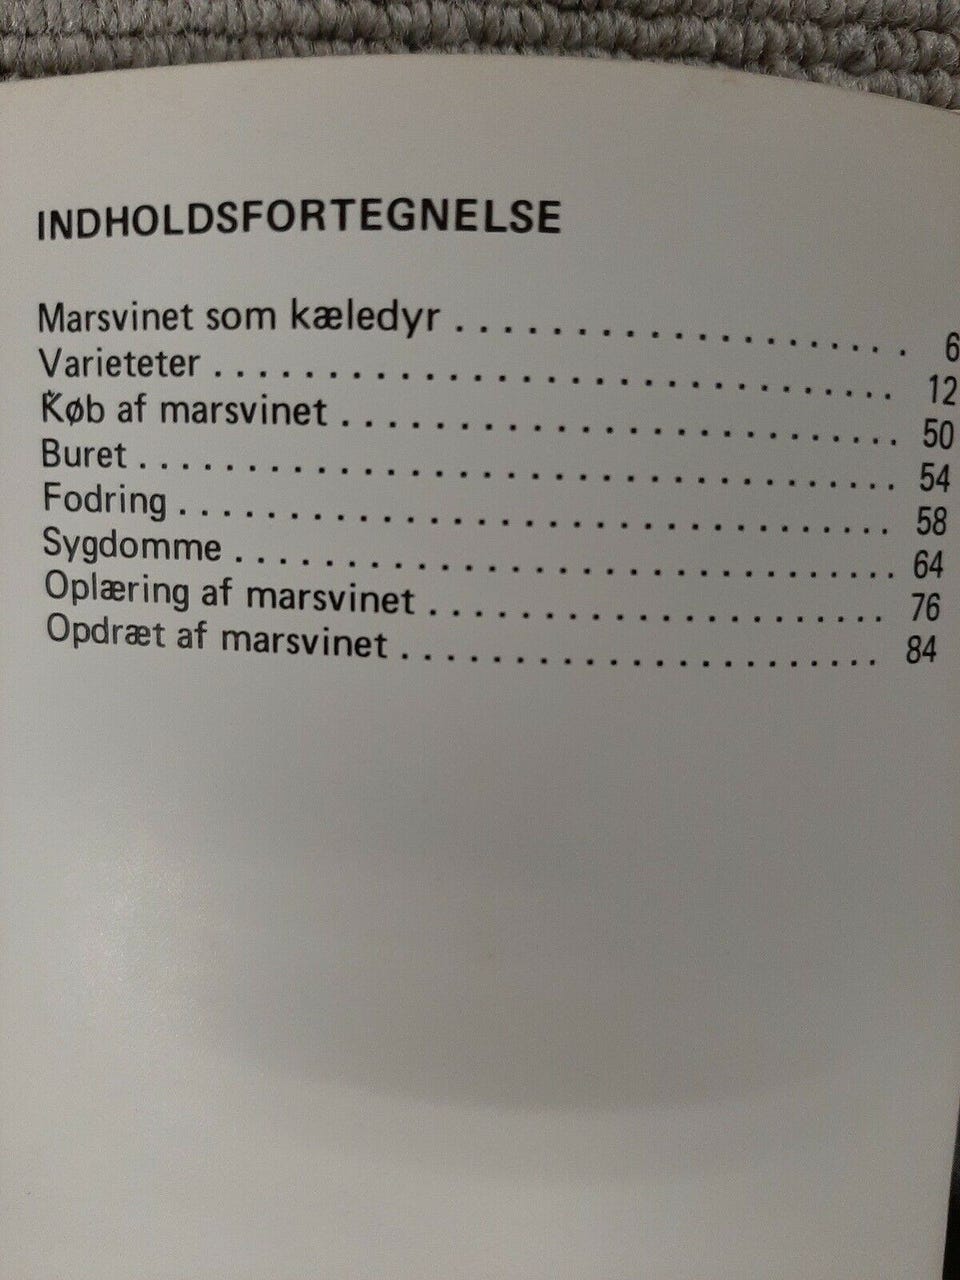 INDHOLDSFORTEGNELSE
Marsvinet som kæledyr . . . . . . . . . . . . . . . . . . . . 6
Varieteter . . . . . . . . . . . . . . . . . . . . . . . . . . . . . . 12
Køb af marsvinet . . . . . . . . . . . . . . . . . . . . . . . . 50
Buret . . . . . . . . . . . . . . . . . . . . . . . . . . . . . . . . . 54
Fodring . . . . . . . . . . . . . . . . . . . . . . . . . . . . . . . 58
Sygdomme . . . . . . . . . . . . . . . . . . . . . . . . . . . . . 64
Oplæring af marsvinet . . . . . . . . . . . . . . . . . . . . 76
Opdræt af marsvinet . . . . . . . . . . . . . . . . . . . . . 84